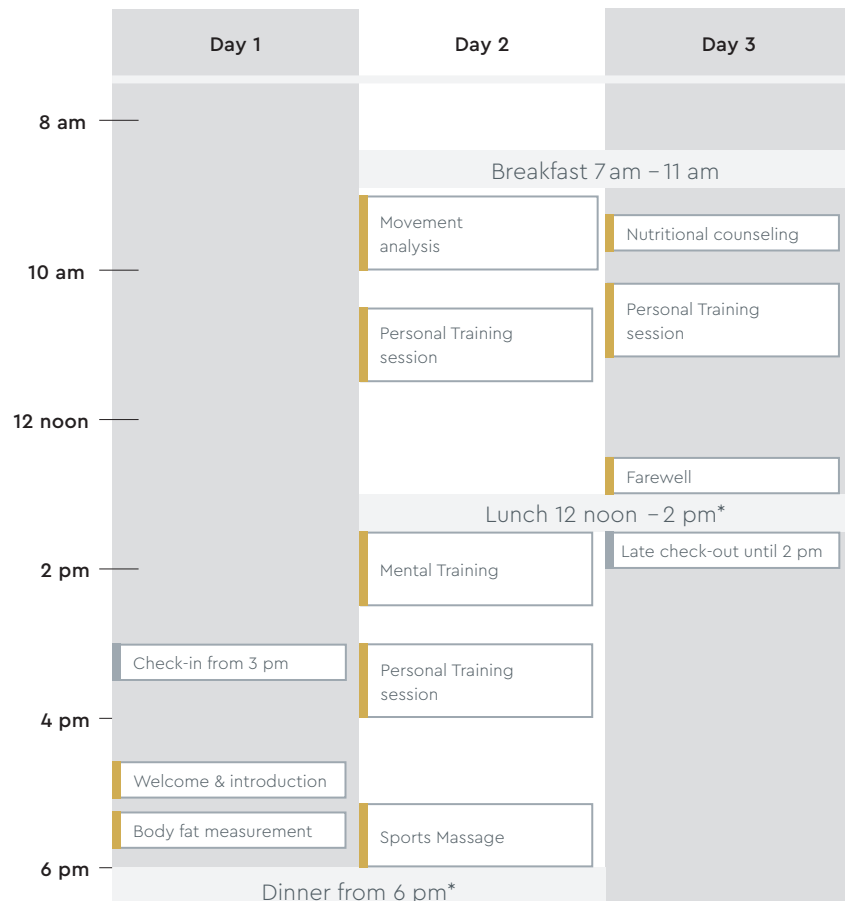 Day 1
Day 2
Day 3
8 am
Breakfast 7 am – 11 am
Movement
analysis
Nutritional counseling
10 am
Personal Training
session
Personal Training
session
12 noon
Farewell
Lunch 12 noon – 2 pm*
Mental Training
Late check-out until 2 pm
2 pm
Check-in from 3 pm
Personal Training
session
4 pm
Welcome & introduction
Body fat measurement
Sports Massage
6 pm
Dinner from 6 pm*